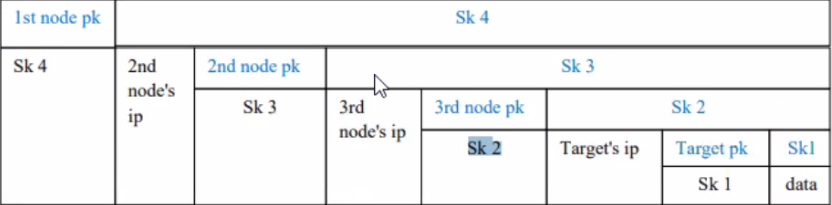 1st node pk Sk 4
Sk 4 2nd node's ip 2nd node pk Sk 3
Sk 3 3rd node's ip 3rd node pk Sk 2
Sk 2 Target's ip Target pk Sk1
Sk 1 data